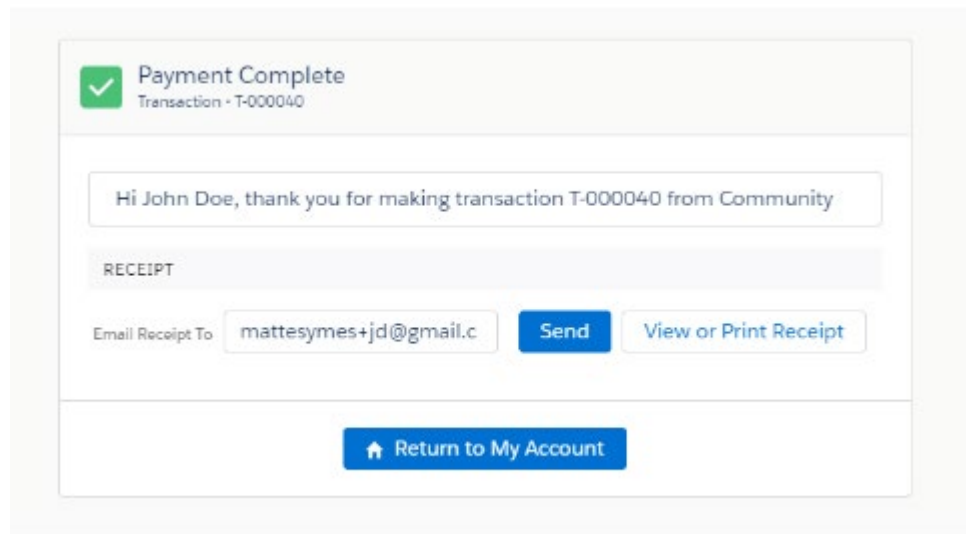 Payment Complete
Transaction • T-000040
Hi John Doe, thank you for making transaction T-000040 from Community
RECEIPT
Email Receipt To mattesymes+jd@gmail.c Send View or Print Receipt
Return to My Account